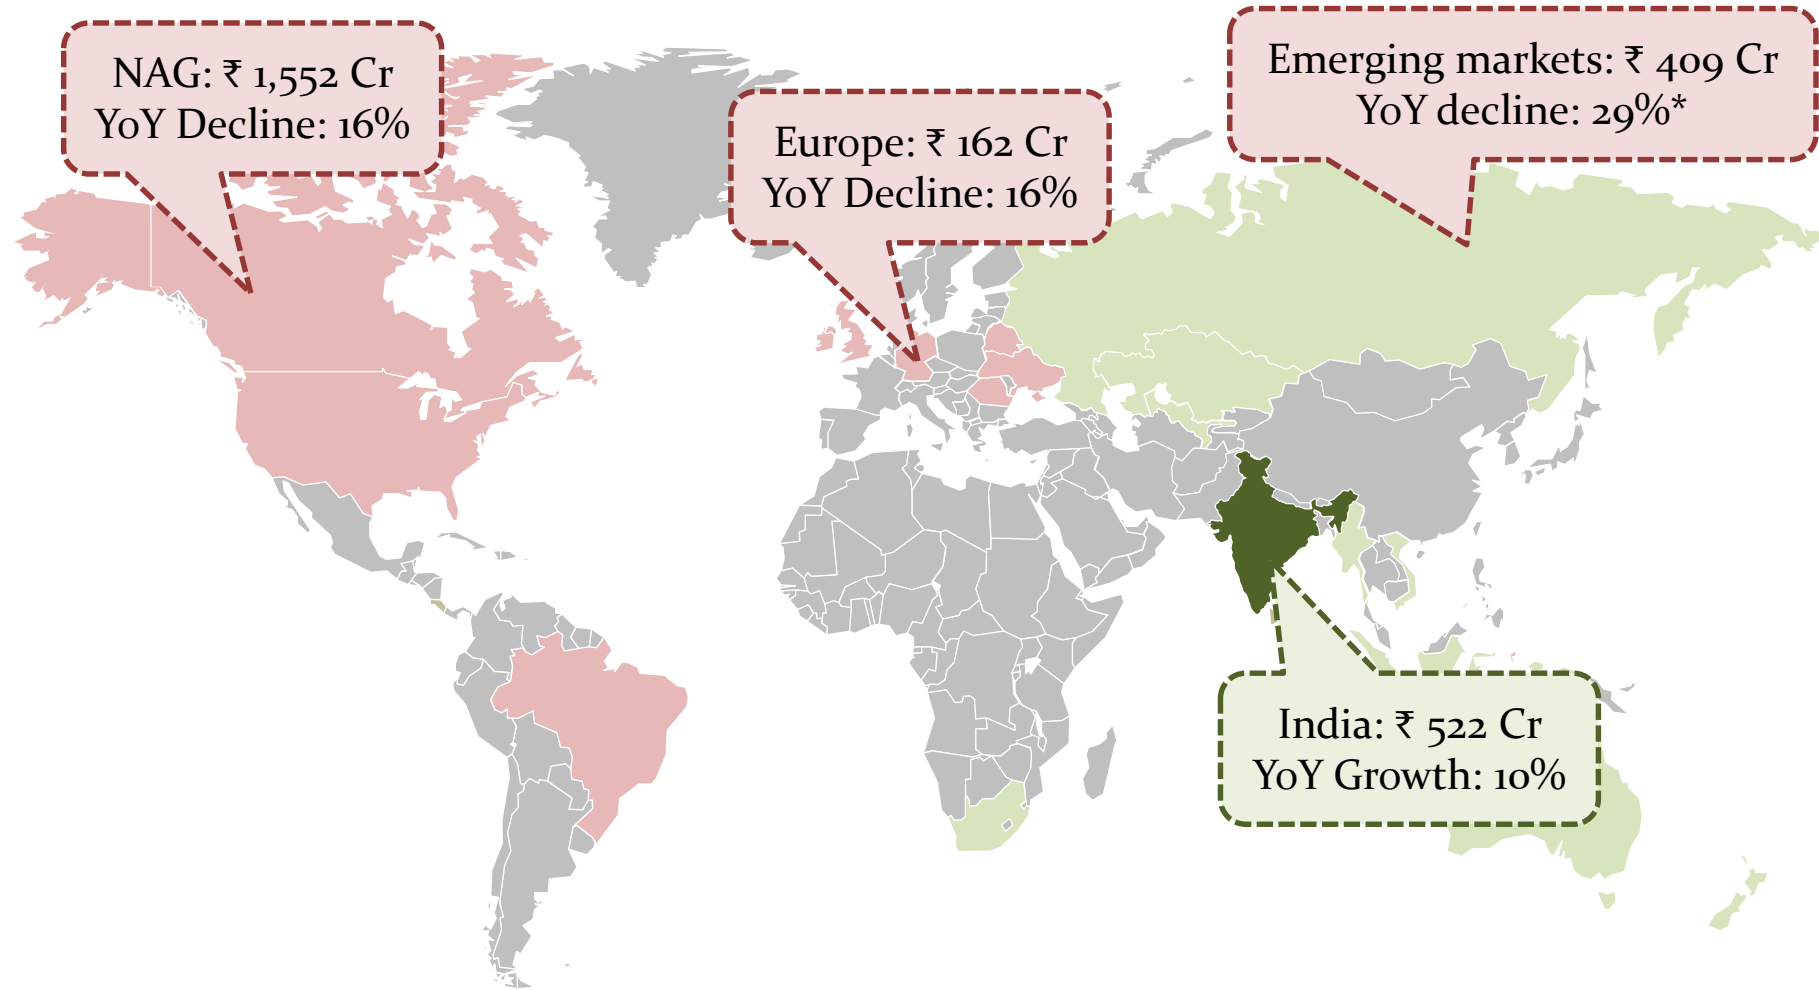 NAG: ₹ 1,552 Cr
YoY Decline: 16%
Europe: ₹ 162 Cr
YoY Decline: 16%
Emerging markets: ₹ 409 Cr
YoY decline: 29%*
India: ₹ 522 Cr
YoY Growth: 10%